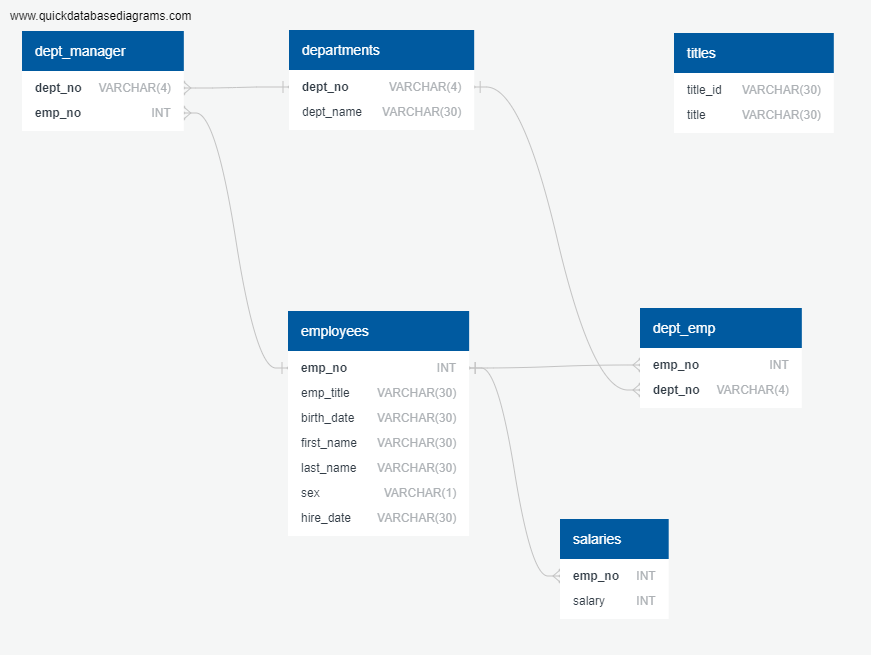 www.quickdatabasediagrams.com
dept_manager
dept_no VARCHAR(4)
emp_no INT
departments
dept_no VARCHAR(4)
dept_name VARCHAR(30)
titles
title_id VARCHAR(30)
title VARCHAR(30)
employees
emp_no INT
emp_title VARCHAR(30)
birth_date VARCHAR(30)
first_name VARCHAR(30)
last_name VARCHAR(30)
sex VARCHAR(1)
hire_date VARCHAR(30)
dept_emp
emp_no INT
dept_no VARCHAR(4)
salaries
emp_no INT
salary INT